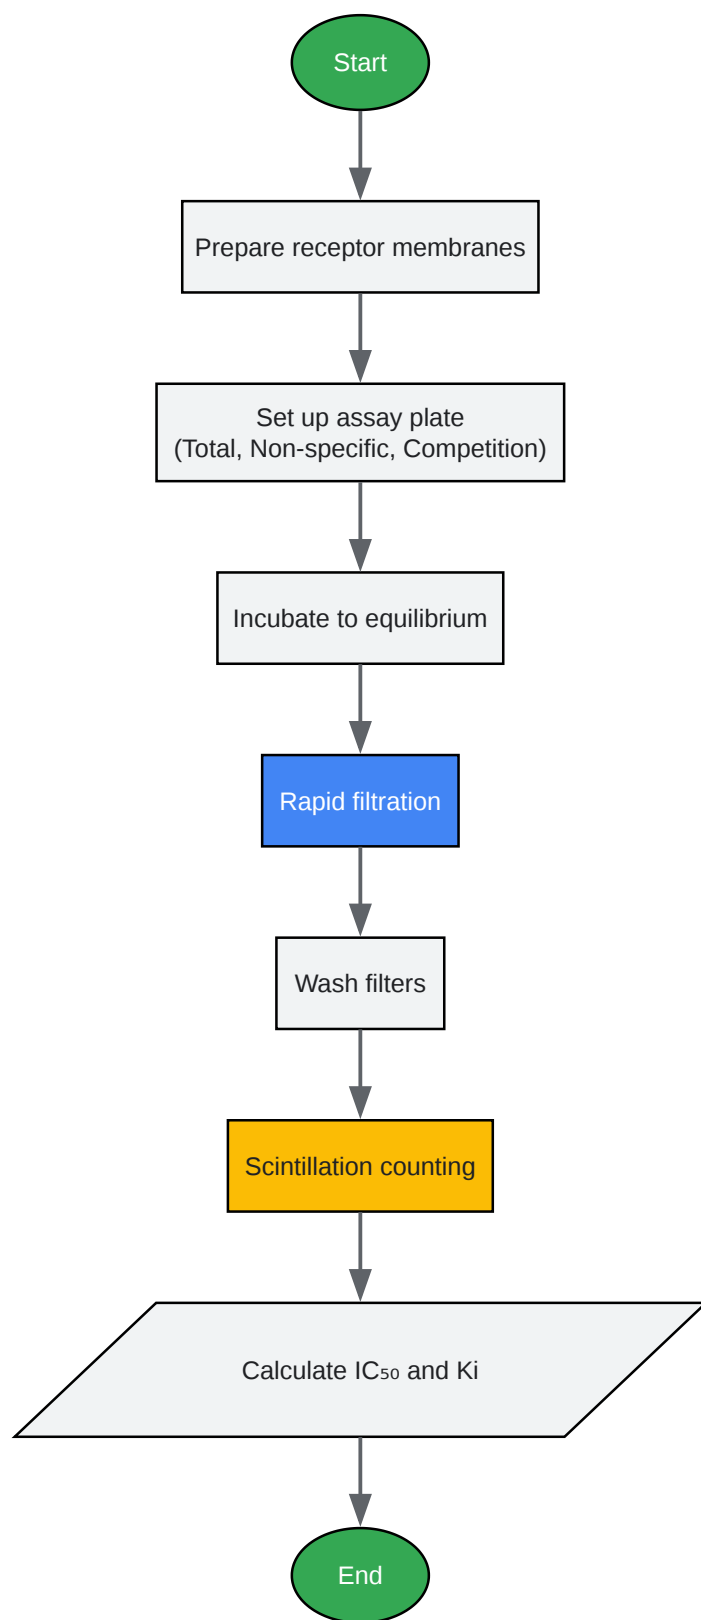 Start
Prepare receptor membranes
Set up assay plate
(Total, Non-specific, Competition)
Incubate to equilibrium
Rapid filtration
Wash filters
Scintillation counting
Calculate IC₅₀ and Ki
End